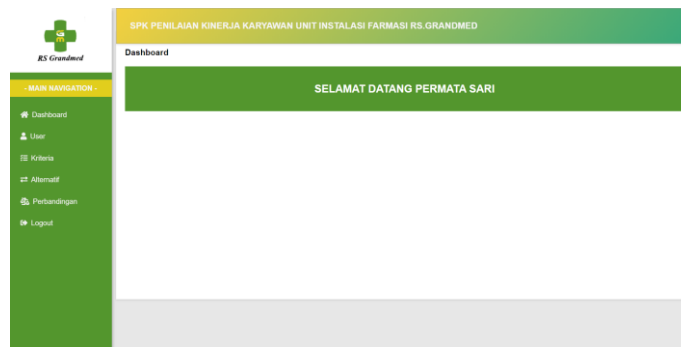 GM
RS Grandmed
SPK PENILAIAN KINERJA KARYAWAN UNIT INSTALASI FARMASI RS.GRANDMED
Dashboard
- MAIN NAVIGATION -
SELAMAT DATANG PERMATA SARI
Dashboard
User
Kriteria
Alternatif
Perbandingan
Logout